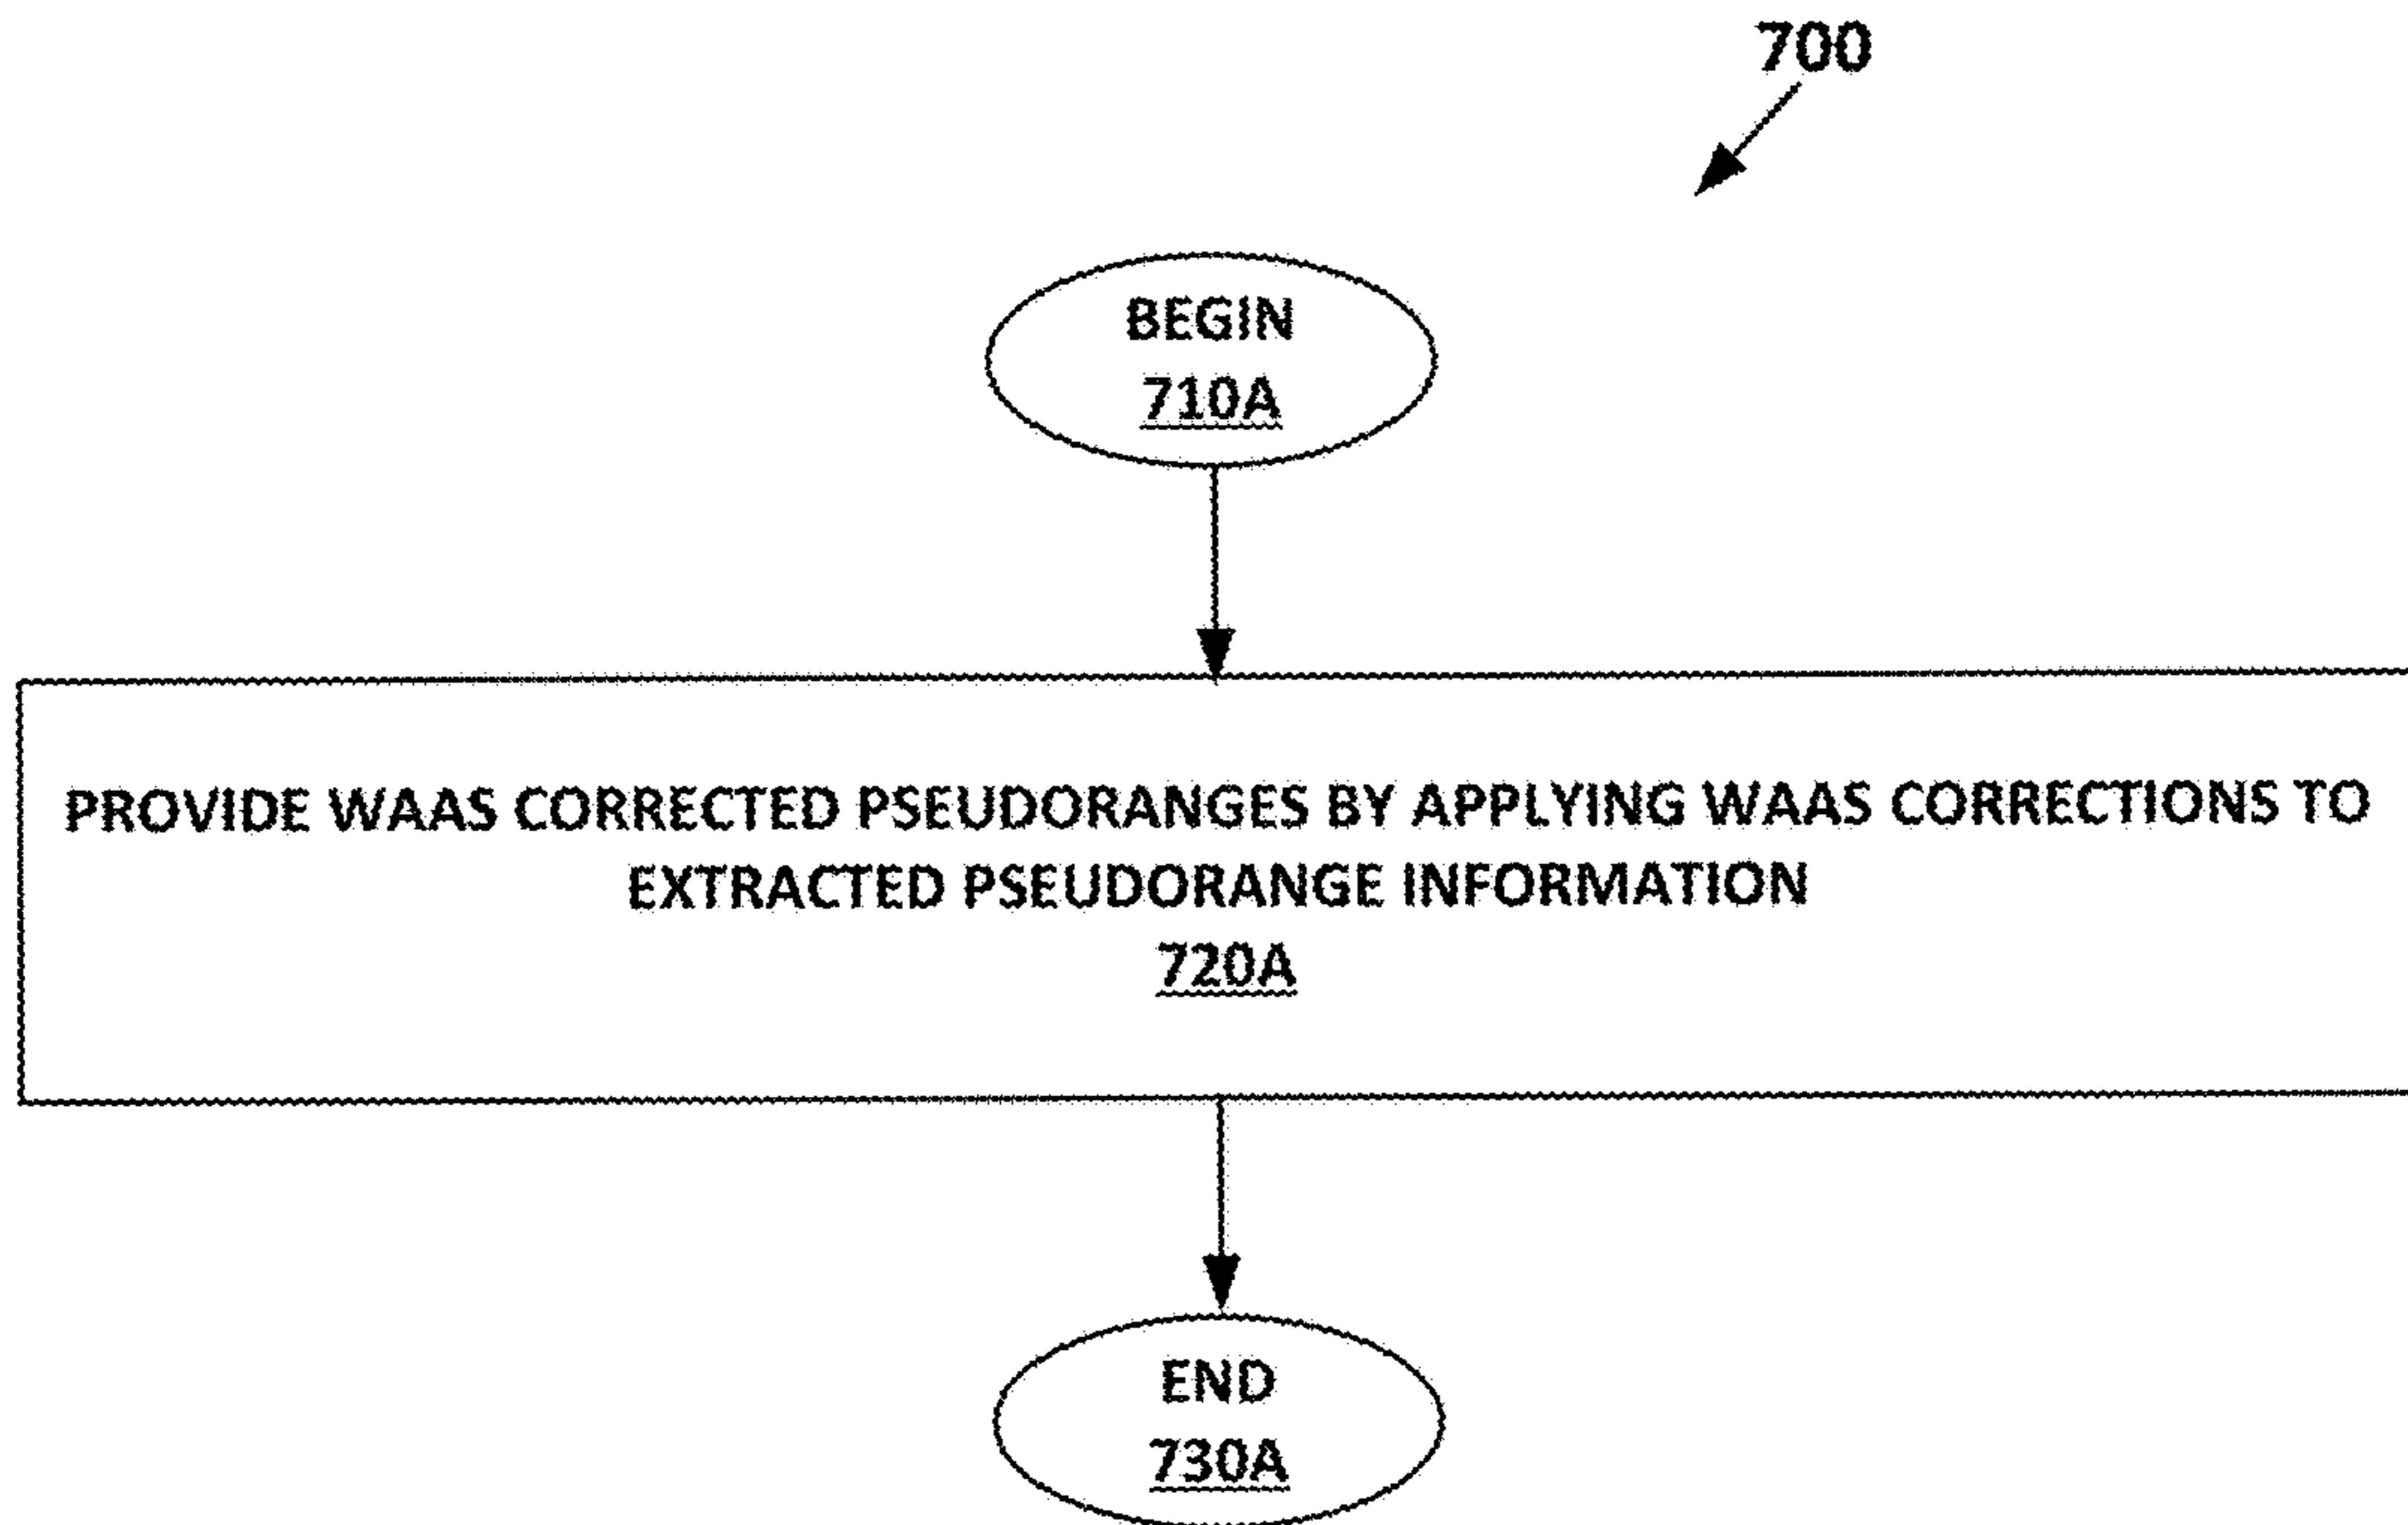 700
BEGIN
710A
PROVIDE WAAS CORRECTED PSEUDORANGES BY APPLYING WAAS CORRECTIONS TO
EXTRACTED PSEUDORANGE INFORMATION
720A
END
730A